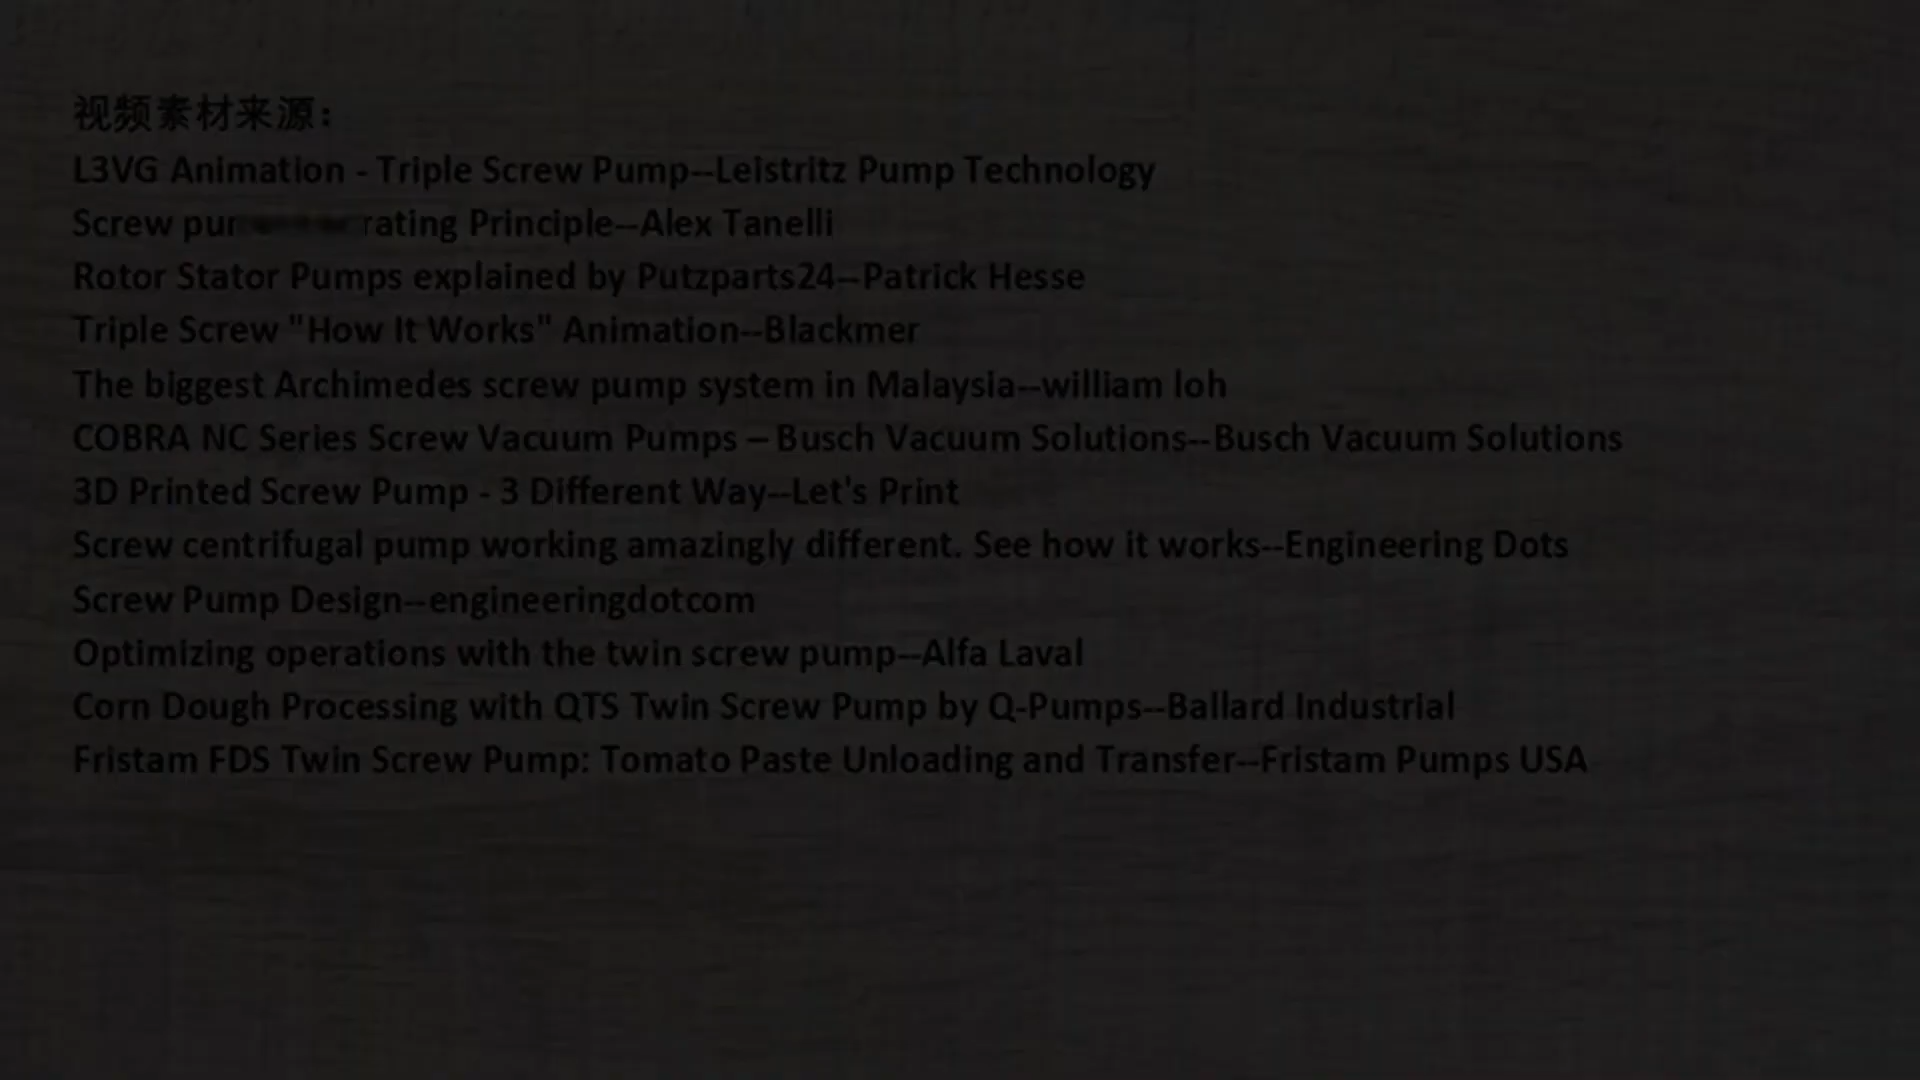 视频素材来源：
L3VG Animation - Triple Screw Pump--Leistritz Pump Technology
Screw Principle--Alex Tanelli
Rotor Stator Pumps explained by Putzparts24--Patrick Hesse
Triple Screw "How It Works" Animation--Blackmer
The biggest Archimedes screw pump system in Malaysia--william loh
COBRA NC Series Screw Vacuum Pumps – Busch Vacuum Solutions--Busch Vacuum Solutions
3D Printed Screw Pump - 3 Different Way--Let's Print
Screw centrifugal pump working amazingly different. See how it works--Engineering Dots
Screw Pump Design--engineeringdotcom
Optimizing operations with the twin screw pump--Alfa Laval
Corn Dough Processing with QTS Twin Screw Pump by Q-Pumps--Ballard Industrial
Fristam FDS Twin Screw Pump: Tomato Paste Unloading and Transfer--Fristam Pumps USA